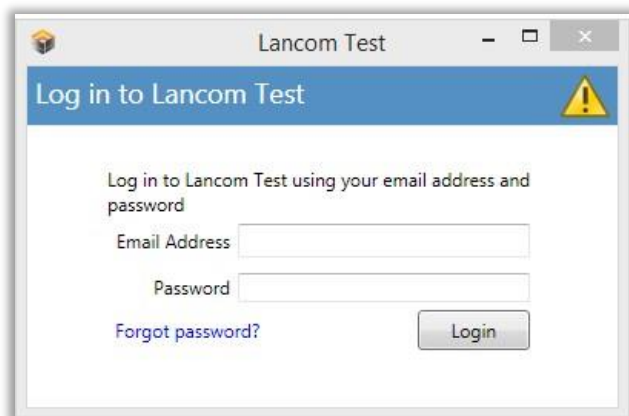 Lancom Test
Log in to Lancom Test
Log in to Lancom Test using your email address and
password
Email Address
Password
Forgot password?
Login